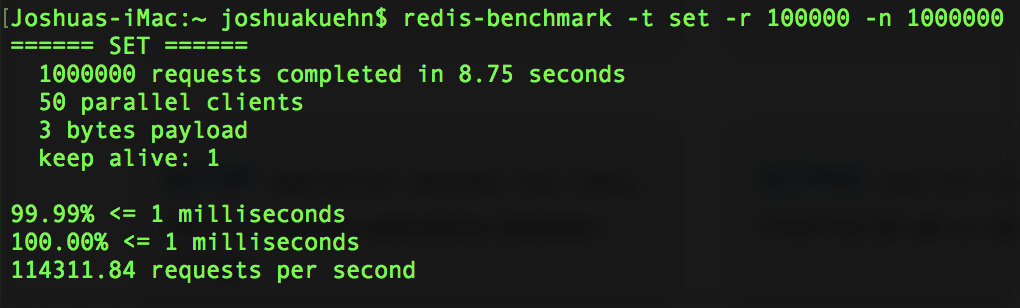 [Joshuas-iMac:~ joshuakuehn$ redis-benchmark -t set -r 100000 -n 1000000
====== SET ======
  1000000 requests completed in 8.75 seconds
  50 parallel clients
  3 bytes payload
  keep alive: 1

99.99% <= 1 milliseconds
100.00% <= 1 milliseconds
114311.84 requests per second